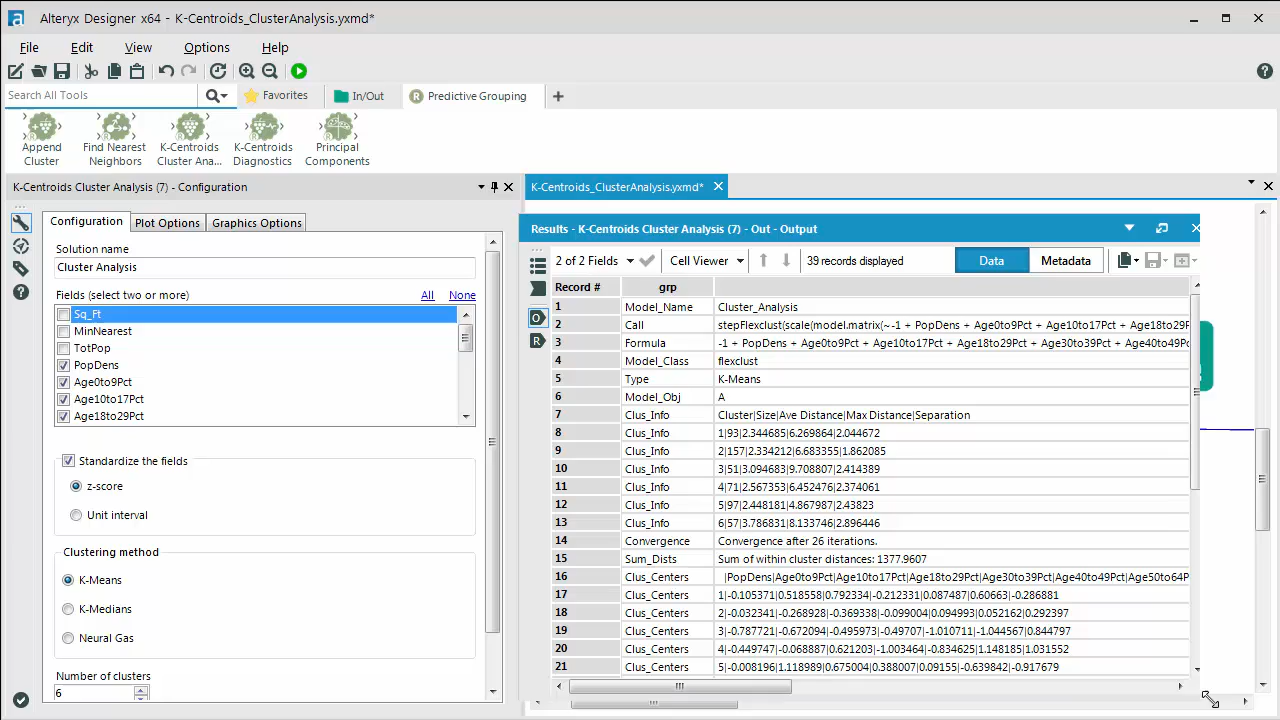 Alteryx Designer x64 - K-Centroids_ClusterAnalysis.yxmd*
File Edit View Options Help
Search All Tools
Favorites In/Out Predictive Grouping
Append Cluster
Find Nearest Neighbors
K-Centroids Cluster Ana...
K-Centroids Diagnostics
Principal Components
K-Centroids Cluster Analysis (7) - Configuration
Configuration Plot Options Graphics Options
Solution name
Cluster Analysis
Fields (select two or more) All None
Sq_Ft
MinNearest
TotPop
PopDens
Age0to9Pct
Age10to17Pct
Age18to29Pct
Standardize the fields
z-score
Unit interval
Clustering method
K-Means
K-Medians
Neural Gas
Number of clusters
6
K-Centroids_ClusterAnalysis.yxmd*
Results - K-Centroids Cluster Analysis (7) - Out - Output
2 of 2 Fields Cell Viewer 39 records displayed Data Metadata
Record # grp
1 Model_Name Cluster_Analysis
2 Call stepFlexclust(scale(model.matrix(~-1 + PopDens + Age0to9Pct + Age10to17Pct + Age18to29P
3 Formula -1 + PopDens + Age0to9Pct + Age10to17Pct + Age18to29Pct + Age30to39Pct + Age40to49Pc
4 Model_Class flexclust
5 Type K-Means
6 Model_Obj A
7 Clus_Info Cluster|Size|Ave Distance|Max Distance|Separation
8 Clus_Info 1|93|2.344685|6.269864|2.044672
9 Clus_Info 2|157|2.334212|6.683355|1.862085
10 Clus_Info 3|51|3.094683|9.708807|2.414389
11 Clus_Info 4|71|2.567353|6.452476|2.374061
12 Clus_Info 5|97|2.448181|4.867987|2.43823
13 Clus_Info 6|57|3.786831|8.133746|2.896446
14 Convergence Convergence after 26 iterations.
15 Sum_Dists Sum of within cluster distances: 1377.9607
16 Clus_Centers |PopDens|Age0to9Pct|Age10to17Pct|Age18to29Pct|Age30to39Pct|Age40to49Pct|Age50to64P
17 Clus_Centers 1|-0.105371|0.518558|0.792334|-0.212331|0.087487|0.60663|-0.286881
18 Clus_Centers 2|-0.032341|-0.268928|-0.369338|-0.099004|0.094993|0.052162|0.292397
19 Clus_Centers 3|-0.787721|-0.672094|-0.495973|-0.49707|-1.010711|-1.044567|0.844797
20 Clus_Centers 4|-0.449747|-0.068887|0.621203|-1.003464|-0.834625|1.148185|1.031552
21 Clus_Centers 5|-0.008196|1.118989|0.675004|0.388007|0.09155|-0.639842|-0.917679